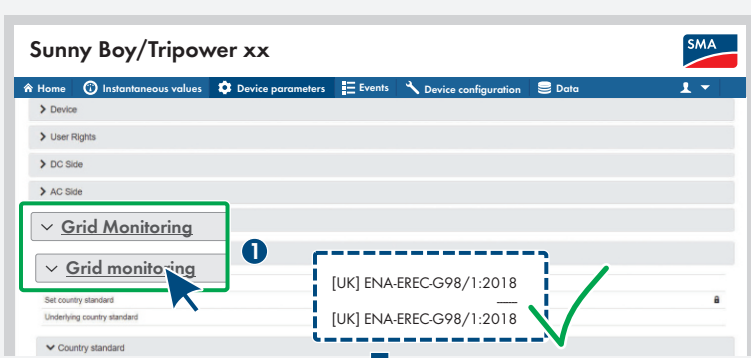 Sunny Boy/Tripower xx
SMA
Home Instantaneous values Device parameters Events Device configuration Data
Device
User Rights
DC Side
AC Side
Grid Monitoring
1
Grid monitoring
[UK] ENA-EREC-G98/1:2018
Set country standard
[UK] ENA-EREC-G98/1:2018
Underlying country standard
Country standard